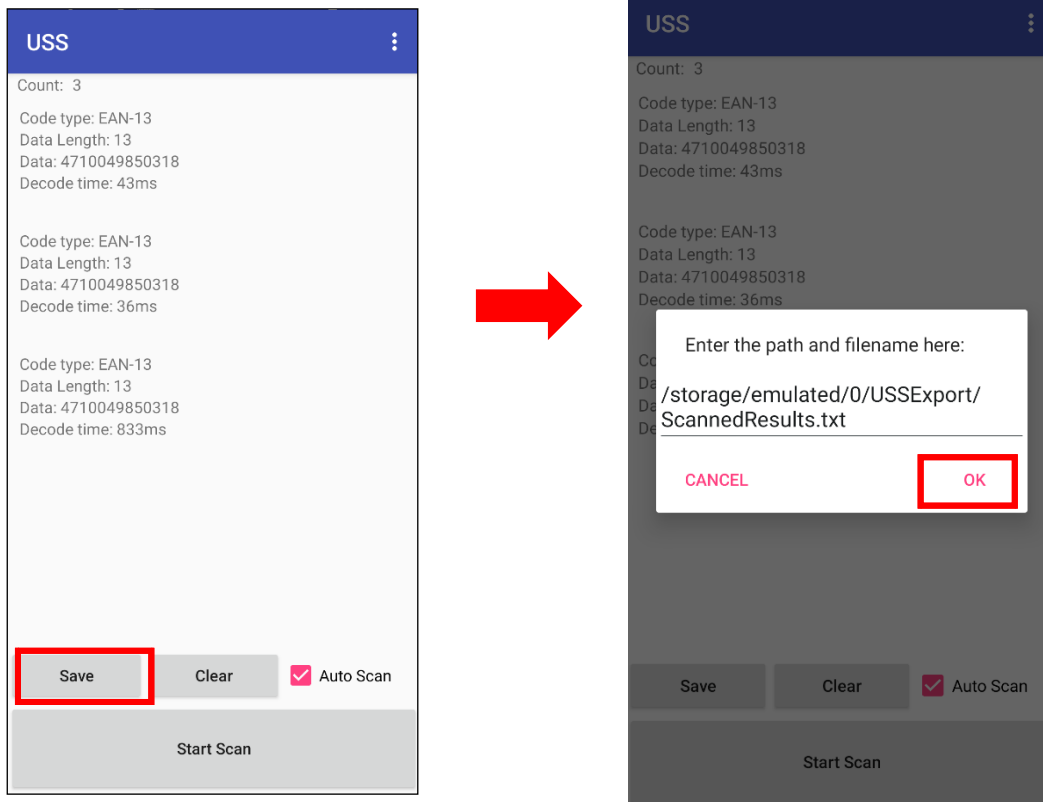 USS
Count: 3
Code type: EAN-13
Data Length: 13
Data: 4710049850318
Decode time: 43ms
Code type: EAN-13
Data Length: 13
Data: 4710049850318
Decode time: 36ms
Code type: EAN-13
Data Length: 13
Data: 4710049850318
Decode time: 833ms
Save
Clear
Auto Scan
Start Scan
USS
Count: 3
Code type: EAN-13
Data Length: 13
Data: 4710049850318
Decode time: 43ms
Code type: EAN-13
Data Length: 13
Data: 4710049850318
Decode time: 36ms
Co
Da
Da
De
Enter the path and filename here:
/storage/emulated/0/USSExport/
ScannedResults.txt
CANCEL
OK
Save
Clear
Auto Scan
Start Scan